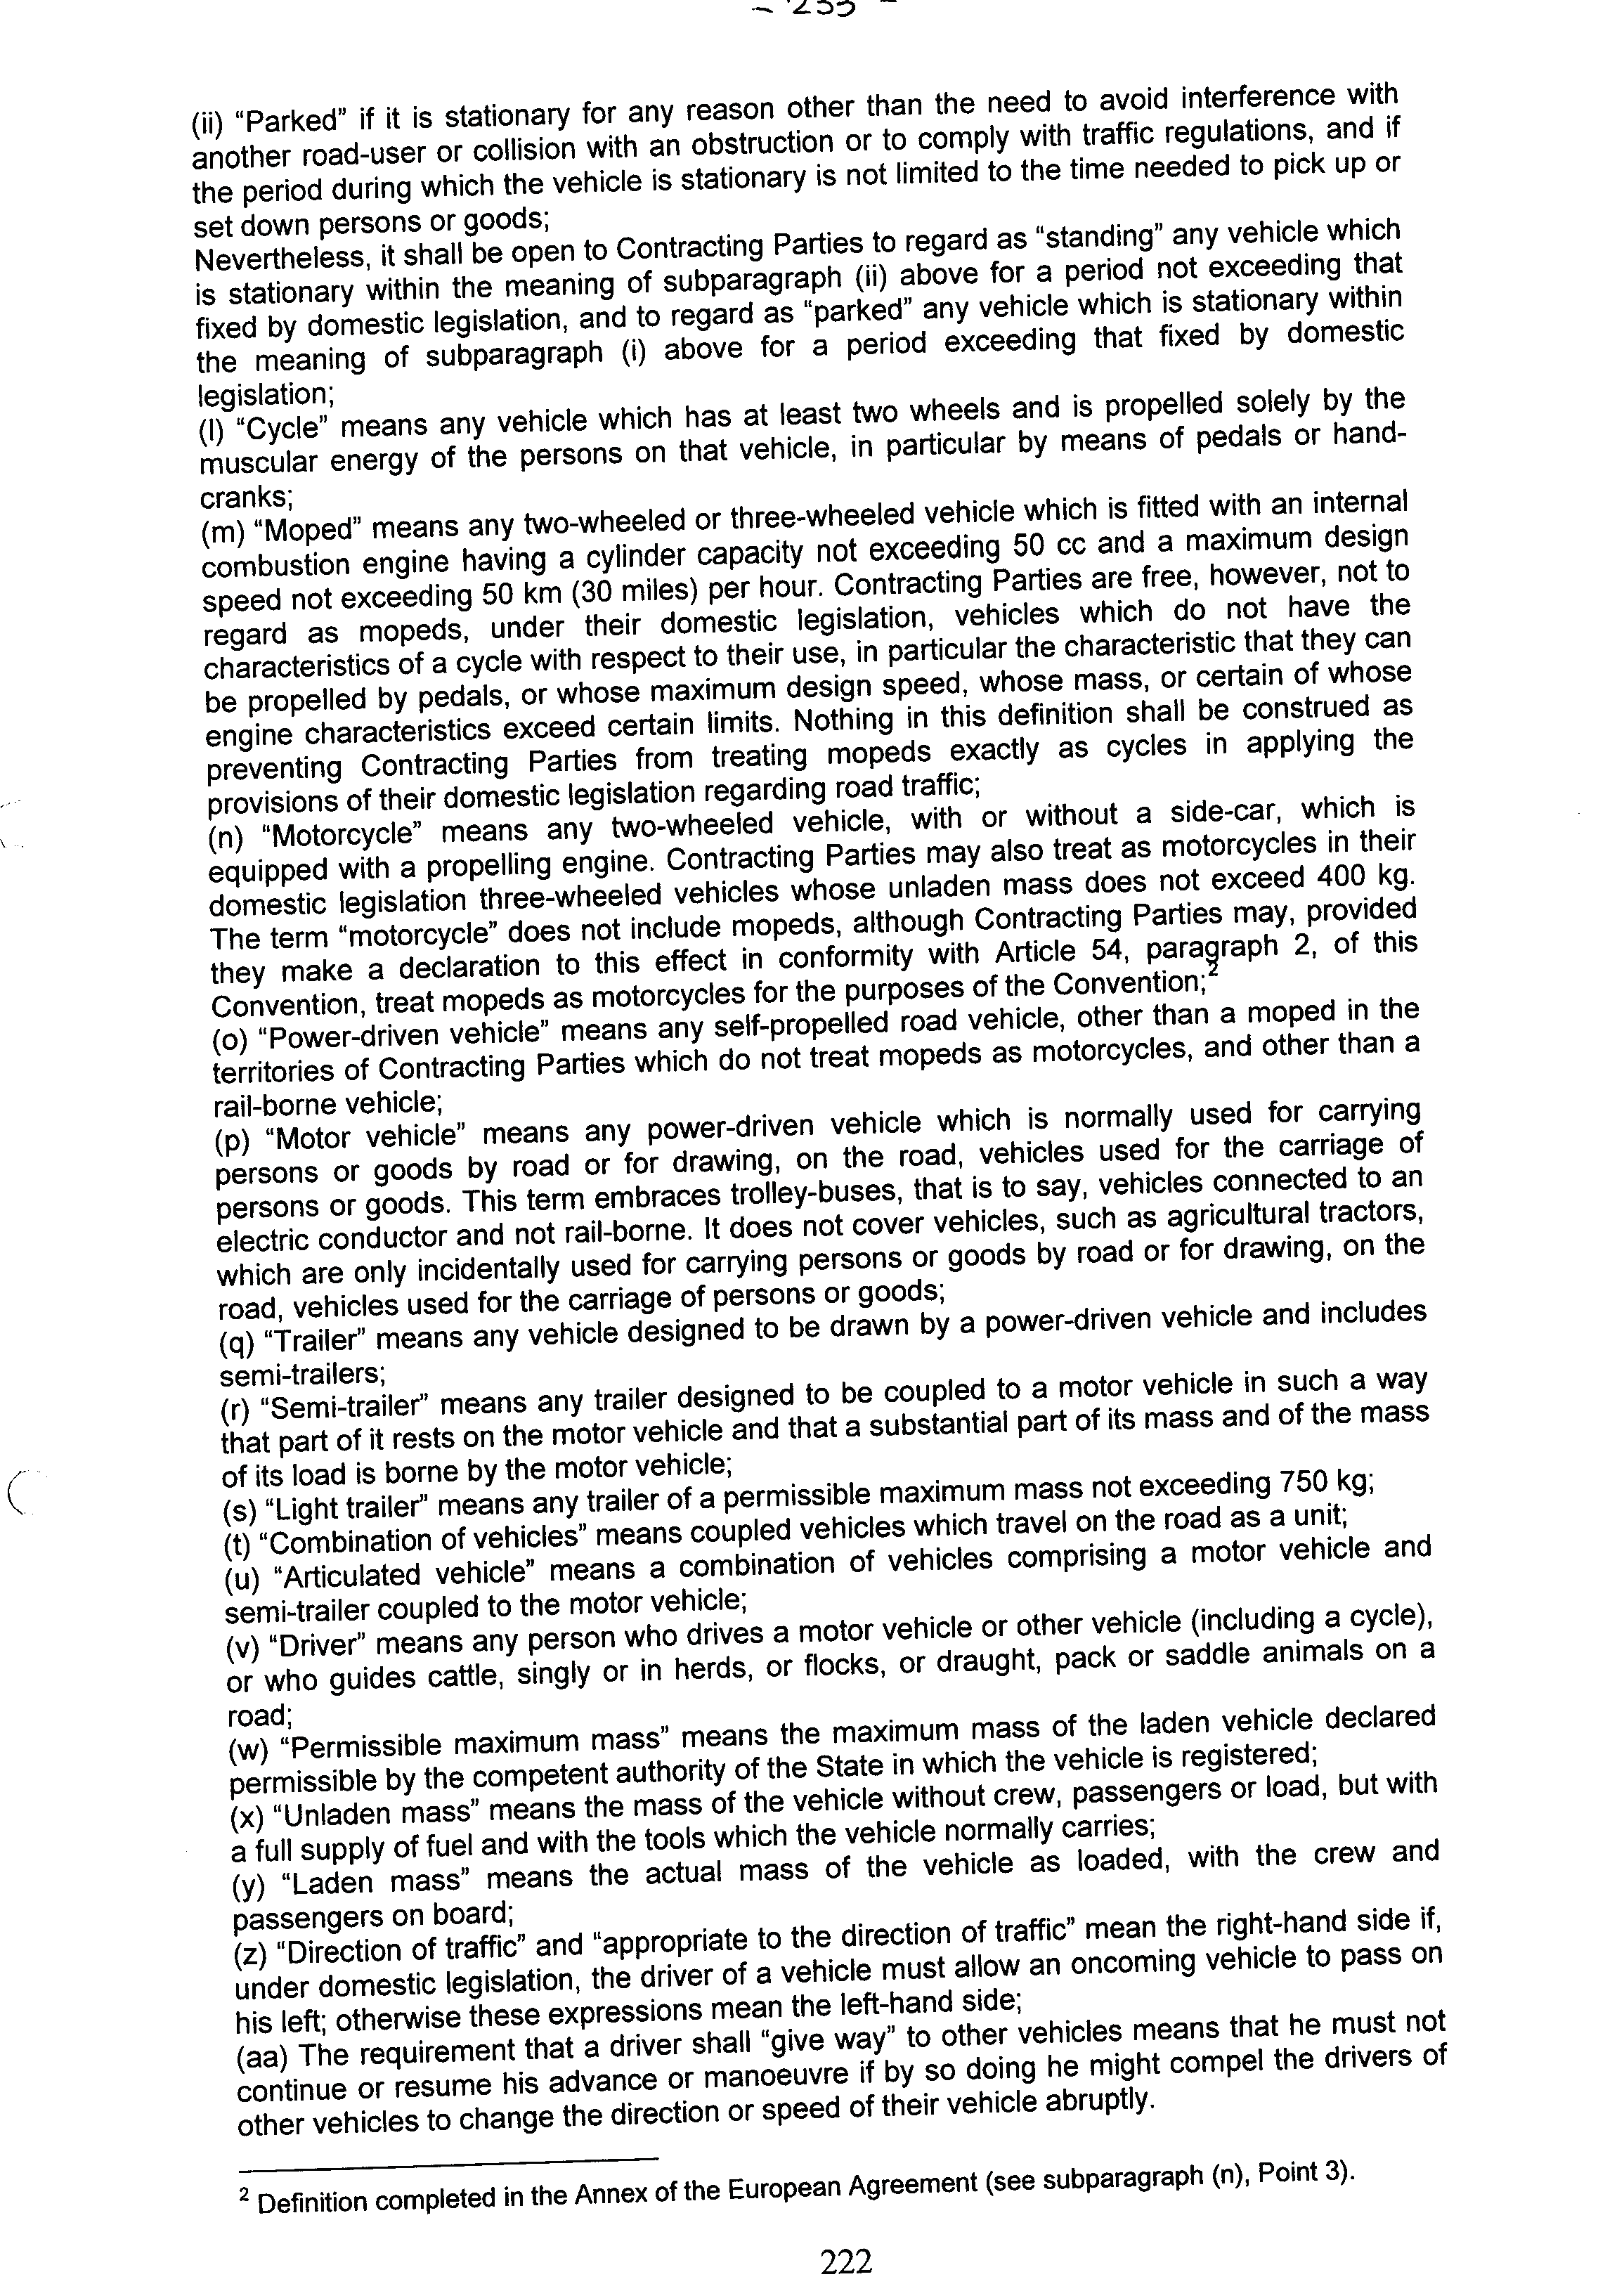 - 233 -
(ii) “Parked” if it is stationary for any reason other than the need to avoid interference with
another road-user or collision with an obstruction or to comply with traffic regulations, and if
the period during which the vehicle is stationary is not limited to the time needed to pick up or
set down persons or goods;
Nevertheless, it shall be open to Contracting Parties to regard as “standing” any vehicle which
is stationary within the meaning of subparagraph (ii) above for a period not exceeding that
fixed by domestic legislation, and to regard as “parked” any vehicle which is stationary within
the meaning of subparagraph (i) above for a period exceeding that fixed by domestic
legislation;
(l) “Cycle” means any vehicle which has at least two wheels and is propelled solely by the
muscular energy of the persons on that vehicle, in particular by means of pedals or hand-
cranks;
(m) “Moped” means any two-wheeled or three-wheeled vehicle which is fitted with an internal
combustion engine having a cylinder capacity not exceeding 50 cc and a maximum design
speed not exceeding 50 km (30 miles) per hour. Contracting Parties are free, however, not to
regard as mopeds, under their domestic legislation, vehicles which do not have the
characteristics of a cycle with respect to their use, in particular the characteristic that they can
be propelled by pedals, or whose maximum design speed, whose mass, or certain of whose
engine characteristics exceed certain limits. Nothing in this definition shall be construed as
preventing Contracting Parties from treating mopeds exactly as cycles in applying the
provisions of their domestic legislation regarding road traffic;
(n) “Motorcycle” means any two-wheeled vehicle, with or without a side-car, which is
equipped with a propelling engine. Contracting Parties may also treat as motorcycles in their
domestic legislation three-wheeled vehicles whose unladen mass does not exceed 400 kg.
The term “motorcycle” does not include mopeds, although Contracting Parties may, provided
they make a declaration to this effect in conformity with Article 54, paragraph 2, of this
Convention, treat mopeds as motorcycles for the purposes of the Convention;²
(o) “Power-driven vehicle” means any self-propelled road vehicle, other than a moped in the
territories of Contracting Parties which do not treat mopeds as motorcycles, and other than a
rail-borne vehicle;
(p) “Motor vehicle” means any power-driven vehicle which is normally used for carrying
persons or goods by road or for drawing, on the road, vehicles used for the carriage of
persons or goods. This term embraces trolley-buses, that is to say, vehicles connected to an
electric conductor and not rail-borne. It does not cover vehicles, such as agricultural tractors,
which are only incidentally used for carrying persons or goods by road or for drawing, on the
road, vehicles used for the carriage of persons or goods;
(q) “Trailer” means any vehicle designed to be drawn by a power-driven vehicle and includes
semi-trailers;
(r) “Semi-trailer” means any trailer designed to be coupled to a motor vehicle in such a way
that part of it rests on the motor vehicle and that a substantial part of its mass and of the mass
of its load is borne by the motor vehicle;
(s) “Light trailer” means any trailer of a permissible maximum mass not exceeding 750 kg;
(t) “Combination of vehicles” means coupled vehicles which travel on the road as a unit;
(u) “Articulated vehicle” means a combination of vehicles comprising a motor vehicle and
semi-trailer coupled to the motor vehicle;
(v) “Driver” means any person who drives a motor vehicle or other vehicle (including a cycle),
or who guides cattle, singly or in herds, or flocks, or draught, pack or saddle animals on a
road;
(w) “Permissible maximum mass” means the maximum mass of the laden vehicle declared
permissible by the competent authority of the State in which the vehicle is registered;
(x) “Unladen mass” means the mass of the vehicle without crew, passengers or load, but with
a full supply of fuel and with the tools which the vehicle normally carries;
(y) “Laden mass” means the actual mass of the vehicle as loaded, with the crew and
passengers on board;
(z) “Direction of traffic” and “appropriate to the direction of traffic” mean the right-hand side if,
under domestic legislation, the driver of a vehicle must allow an oncoming vehicle to pass on
his left; otherwise these expressions mean the left-hand side;
(aa) The requirement that a driver shall “give way” to other vehicles means that he must not
continue or resume his advance or manoeuvre if by so doing he might compel the drivers of
other vehicles to change the direction or speed of their vehicle abruptly.
² Definition completed in the Annex of the European Agreement (see subparagraph (n), Point 3).
222